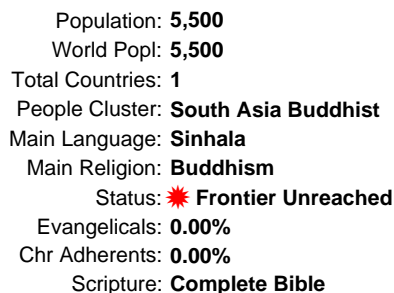 Population: 5,500
World Popl: 5,500
Total Countries: 1
People Cluster: South Asia Buddhist
Main Language: Sinhala
Main Religion: Buddhism
Status: Frontier Unreached
Evangelicals: 0.00%
Chr Adherents: 0.00%
Scripture: Complete Bible